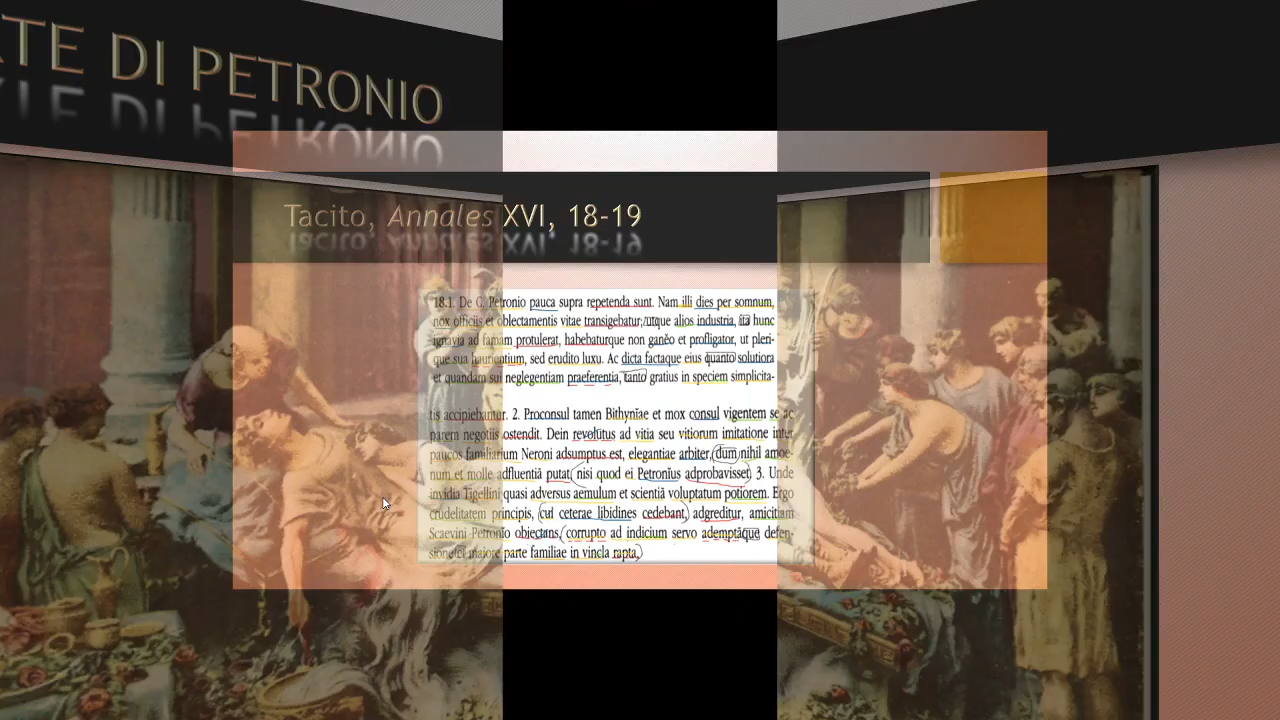 RTE DI PETRONIO
Tacito, Annales XVI, 18-19
18.1. De C. Petronio pauca supra repetenda sunt. Nam illi dies per somnum,
nox officiis et oblectamentis vitae transigebatur; utque alios industria, ita hunc
ignavia ad famam protulerat, habebaturque non ganeo et profligator, ut pleri-
que sua haurientium, sed erudito luxu. Ac dicta factaque eius quanto solutiora
et quandam sui neglegentiam praeferentia, tanto gratius in speciem simplicita-
tis accipiebantur. 2. Proconsul tamen Bithyniae et mox consul vigentem se ac
parem negotiis ostendit. Dein revolutus ad vitia seu vitiorum imitatione inter
paucos familiarium Neroni adsumptus est, elegantiae arbiter, dum nihil amoe-
num et molle adfluentiā putat, nisi quod ei Petronius adprobavisset. 3. Unde
invidia Tigellini quasi adversus aemulum et scientiā voluptatum potiorem. Ergo
crudelitatem principis, cui ceterae libidines cedebant, adgreditur, amicitiam
Scaevini Petronio obiectans, corrupto ad indicium servo ademptāque defen-
sione et maiore parte familiae in vincla rapta.